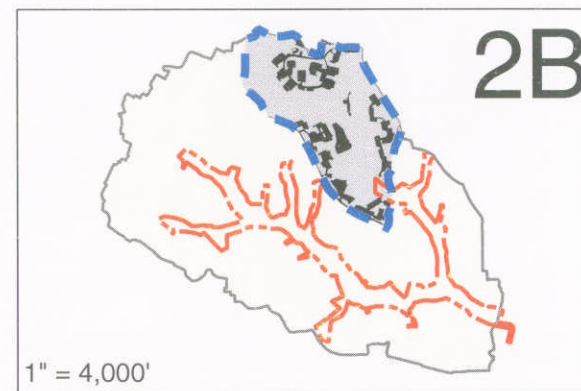 2B
1" = 4,000'